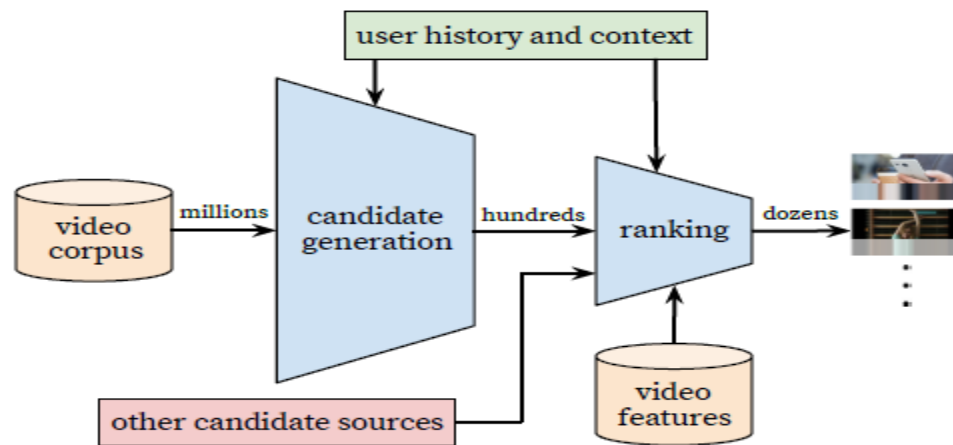 user history and context
video
corpus
millions
candidate
generation
hundreds
ranking
dozens
other candidate sources
video
features